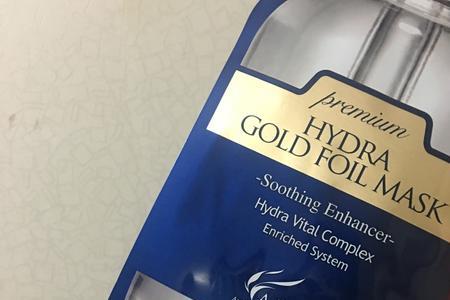 premium
HYDRA
GOLD FOIL MASK
-Soothing Enhancer-
Hydra Vital Complex
Enriched System